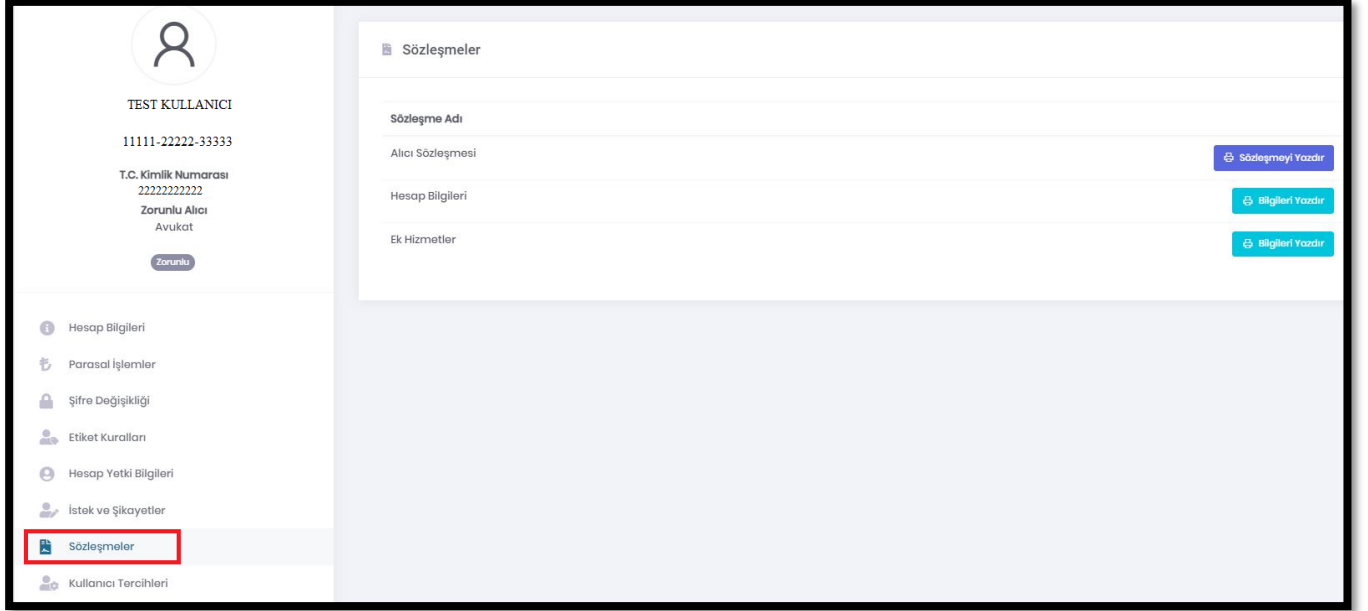 TEST KULLANICI
11111-22222-33333
T.C. Kimlik Numarası
22222222222
Zorunlu Alıcı
Avukat
Zorunlu
Hesap Bilgileri
Parasal İşlemler
Şifre Değişikliği
Etiket Kuralları
Hesap Yetki Bilgileri
İstek ve Şikayetler
Sözleşmeler
Kullanıcı Tercihleri
Sözleşmeler
Sözleşme Adı
Alıcı Sözleşmesi
Sözleşmeyi Yazdır
Hesap Bilgileri
Bilgileri Yazdır
Ek Hizmetler
Bilgileri Yazdır